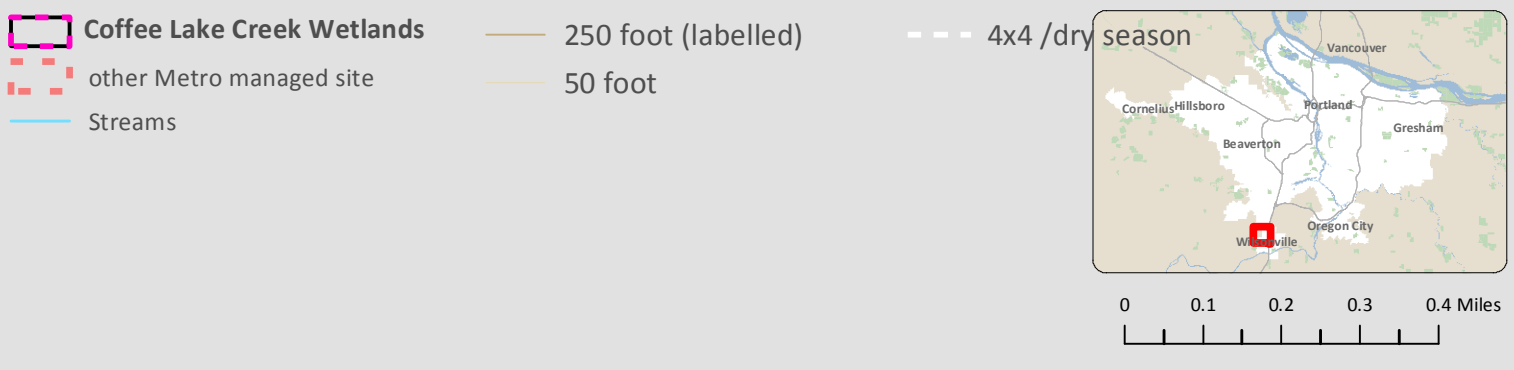 Coffee Lake Creek Wetlands
other Metro managed site
Streams
250 foot (labelled)
50 foot
4x4 /dry season
Vancouver
Cornelius
Hillsboro
Portland
Gresham
Beaverton
Oregon City
Wilsonville
0 0.1 0.2 0.3 0.4 Miles